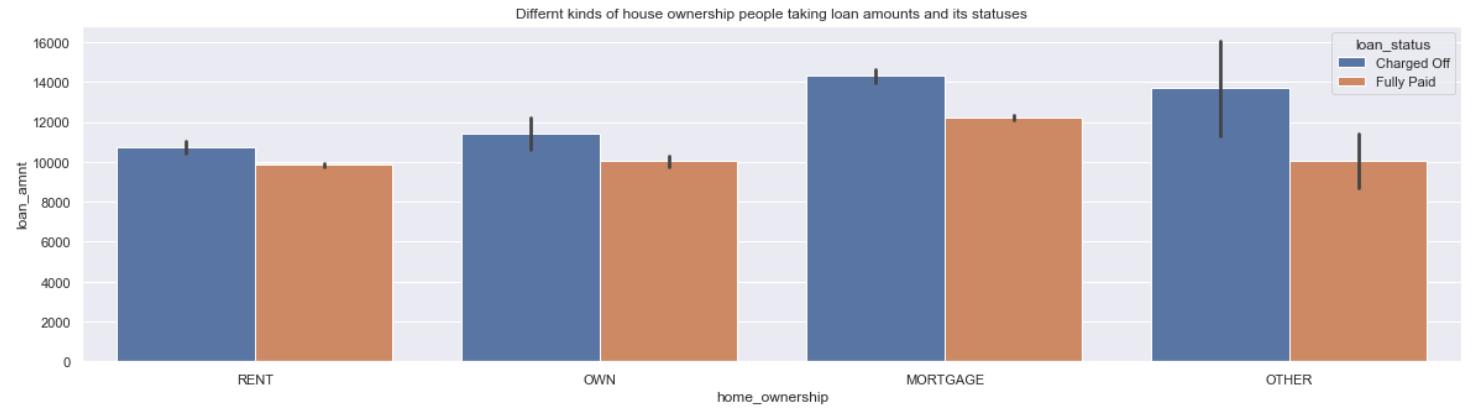 Differnt kinds of house ownership people taking loan amounts and its statuses
loan_status
Charged Off
Fully Paid
16000
14000
12000
10000
8000
6000
4000
2000
0
loan_amnt
RENT
OWN
MORTGAGE
OTHER
home_ownership